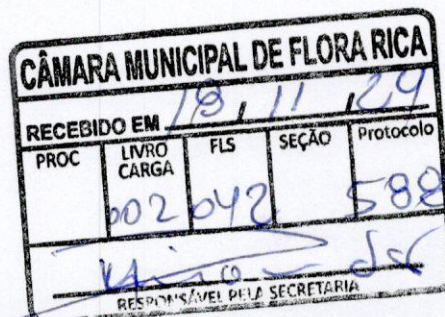 CÂMARA MUNICIPAL DE FLORA RICA
RECEBIDO EM 19 / 11 / 24
PROC LIVRO CARGA FLS SEÇÃO Protocolo
002 042 588
RESPONSÁVEL PELA SECRETARIA